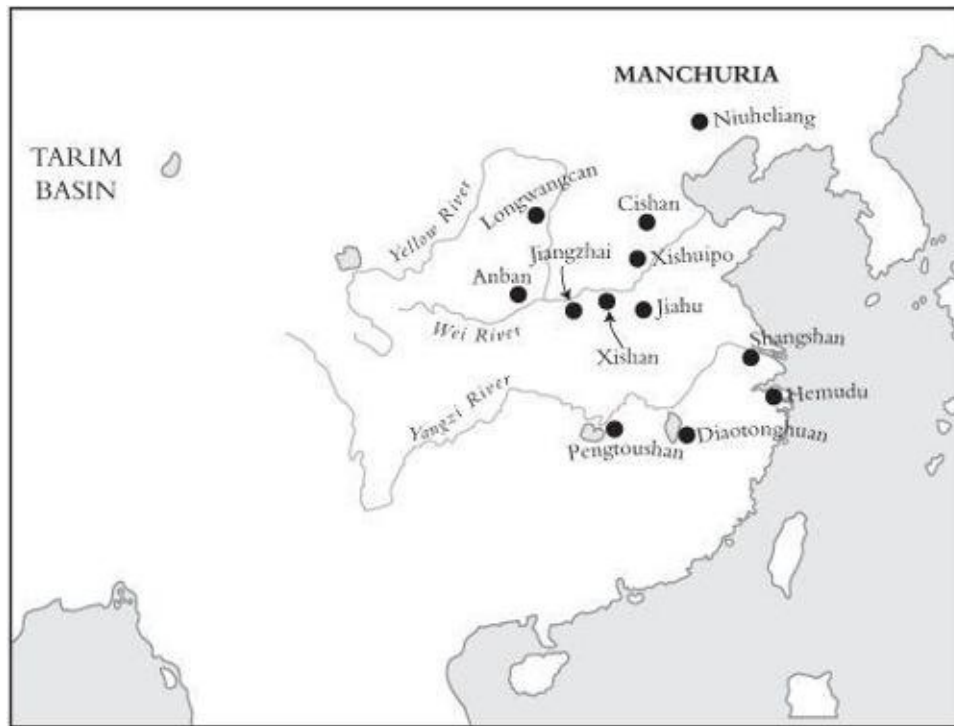 MANCHURIA
Niuheliang
TARIM
BASIN
Yellow River
Longwangcan
Cishan
Jiangzhai
Xishuipo
Anban
Wei River
Jiahu
Xishan
Shangshan
Yangzi River
Hemudu
Pengtoushan
Diaotonghuan